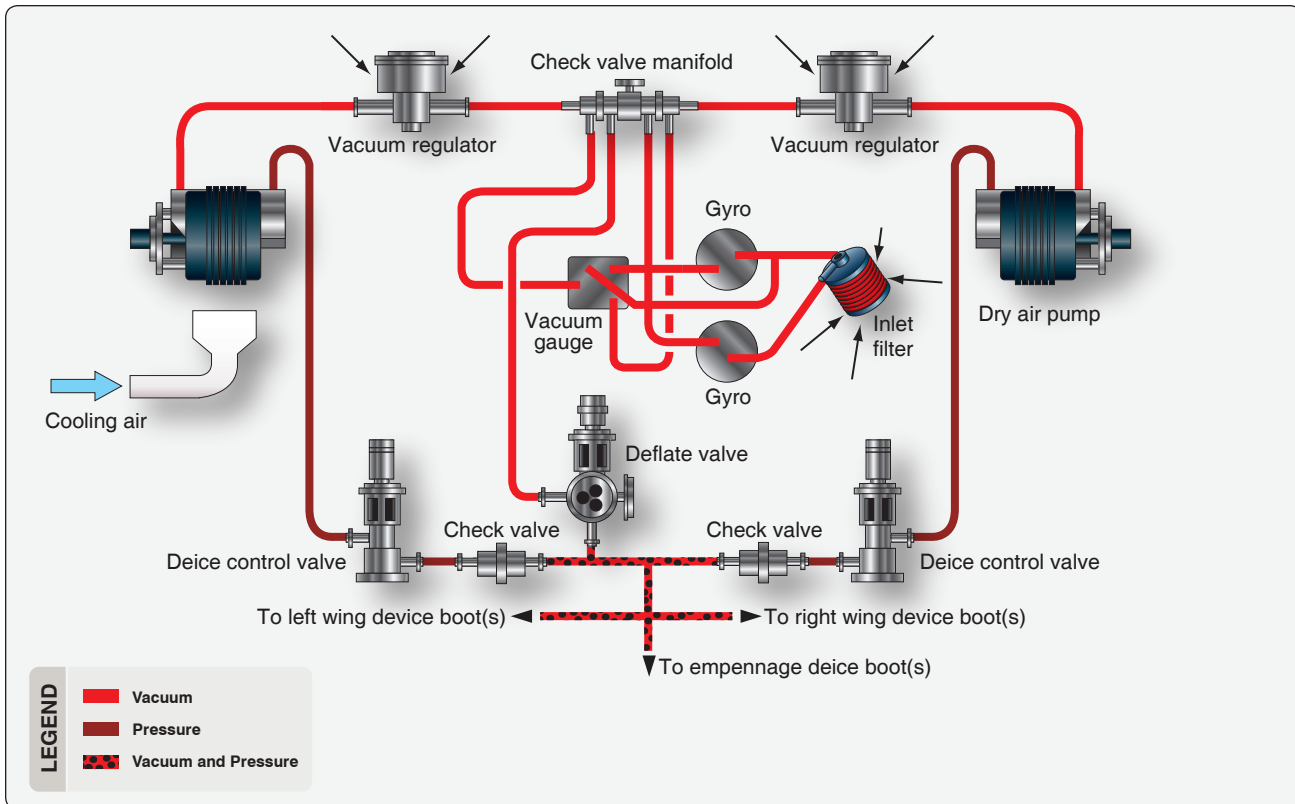 Check valve manifold
Vacuum regulator
Vacuum regulator
Gyro
Vacuum
gauge
Inlet
filter
Dry air pump
Gyro
Cooling air
Deflate valve
Check valve
Check valve
Deice control valve
Deice control valve
To left wing device boot(s)
To right wing device boot(s)
To empennage deice boot(s)
LEGEND
Vacuum
Pressure
Vacuum and Pressure